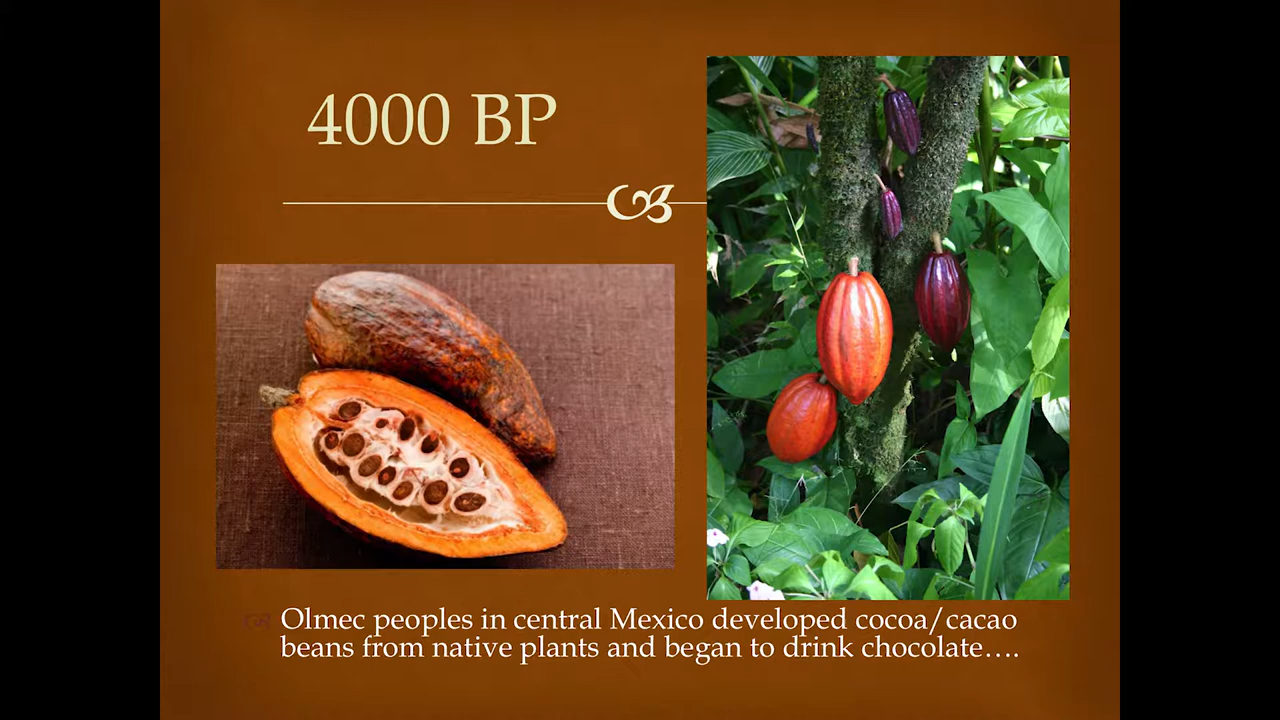 4000 BP
Olmec peoples in central Mexico developed cocoa/cacao
beans from native plants and began to drink chocolate….